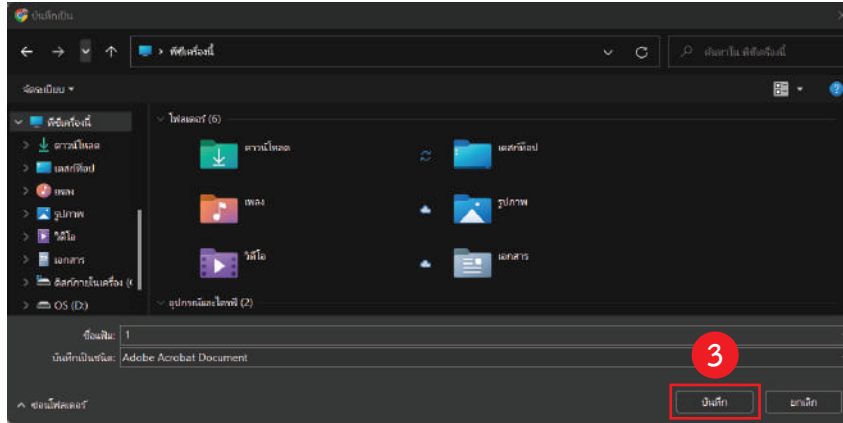 บันทึกเป็น
พีซีเครื่องนี้
ค้นหาใน พีซีเครื่องนี้
จัดระเบียบ
พีซีเครื่องนี้
ดาวน์โหลด
เดสก์ท็อป
เพลง
รูปภาพ
วิดีโอ
เอกสาร
ดิสก์ภายในเครื่อง (C
OS (D:)
โฟลเดอร์ (6)
ดาวน์โหลด
เดสก์ท็อป
เพลง
รูปภาพ
วิดีโอ
เอกสาร
อุปกรณ์และไดรฟ์ (2)
ชื่อแฟ้ม: 1
บันทึกเป็นชนิด: Adobe Acrobat Document
3
ซ่อนโฟลเดอร์
บันทึก
ยกเลิก